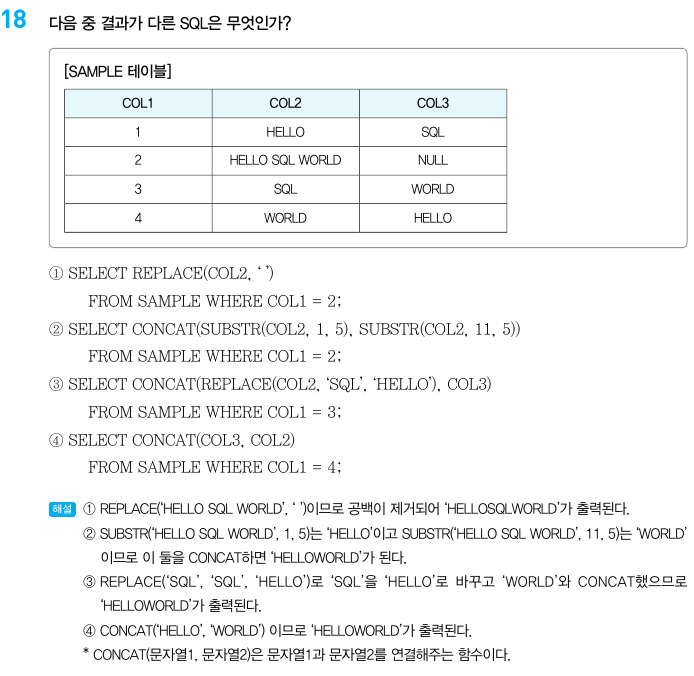 18 다음 중 결과가 다른 SQL은 무엇인가?
[SAMPLE 테이블]
COL1 COL2 COL3
1 HELLO SQL
2 HELLO SQL WORLD NULL
3 SQL WORLD
4 WORLD HELLO
① SELECT REPLACE(COL2, ‘ ’)
FROM SAMPLE WHERE COL1 = 2;
② SELECT CONCAT(SUBSTR(COL2, 1, 5), SUBSTR(COL2, 11, 5))
FROM SAMPLE WHERE COL1 = 2;
③ SELECT CONCAT(REPLACE(COL2, ‘SQL’, ‘HELLO’), COL3)
FROM SAMPLE WHERE COL1 = 3;
④ SELECT CONCAT(COL3, COL2)
FROM SAMPLE WHERE COL1 = 4;
해설 ① REPLACE(‘HELLO SQL WORLD’, ‘ ’)이므로 공백이 제거되어 ‘HELLOSQLWORLD’가 출력된다.
② SUBSTR(‘HELLO SQL WORLD’, 1, 5)는 ‘HELLO’이고 SUBSTR(‘HELLO SQL WORLD’, 11, 5)는 ‘WORLD’
이므로 이 둘을 CONCAT하면 ‘HELLOWORLD’가 된다.
③ REPLACE(‘SQL’, ‘SQL’, ‘HELLO’)로 ‘SQL’을 ‘HELLO’로 바꾸고 ‘WORLD’와 CONCAT했으므로
‘HELLOWORLD’가 출력된다.
④ CONCAT(‘HELLO’, ‘WORLD’) 이므로 ‘HELLOWORLD’가 출력된다.
* CONCAT(문자열1, 문자열2)은 문자열1과 문자열2를 연결해주는 함수이다.